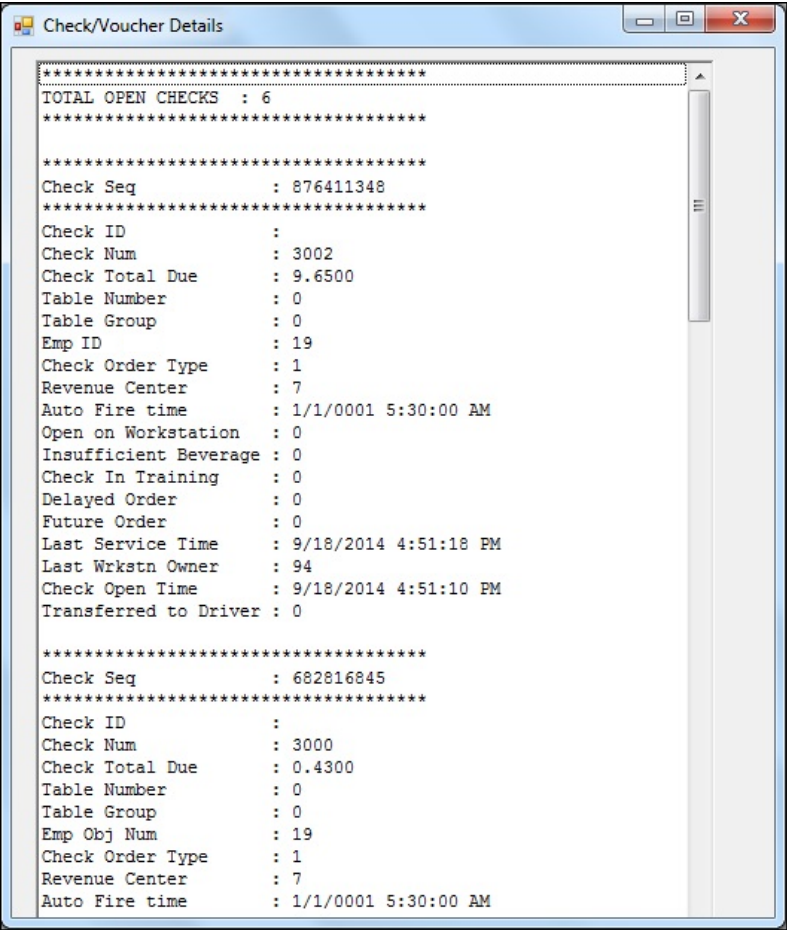 Check/Voucher Details
*************************************
TOTAL OPEN CHECKS  : 6
*************************************
*************************************
Check Seq             : 876411348
*************************************
Check ID              :
Check Num             : 3002
Check Total Due       : 9.6500
Table Number          : 0
Table Group           : 0
Emp ID                : 19
Check Order Type      : 1
Revenue Center        : 7
Auto Fire time        : 1/1/0001 5:30:00 AM
Open on Workstation   : 0
Insufficient Beverage : 0
Check In Training     : 0
Delayed Order         : 0
Future Order          : 0
Last Service Time     : 9/18/2014 4:51:18 PM
Last Wrkstn Owner     : 94
Check Open Time       : 9/18/2014 4:51:10 PM
Transferred to Driver : 0
*************************************
Check Seq             : 682816845
*************************************
Check ID              :
Check Num             : 3000
Check Total Due       : 0.4300
Table Number          : 0
Table Group           : 0
Emp Obj Num           : 19
Check Order Type      : 1
Revenue Center        : 7
Auto Fire time        : 1/1/0001 5:30:00 AM